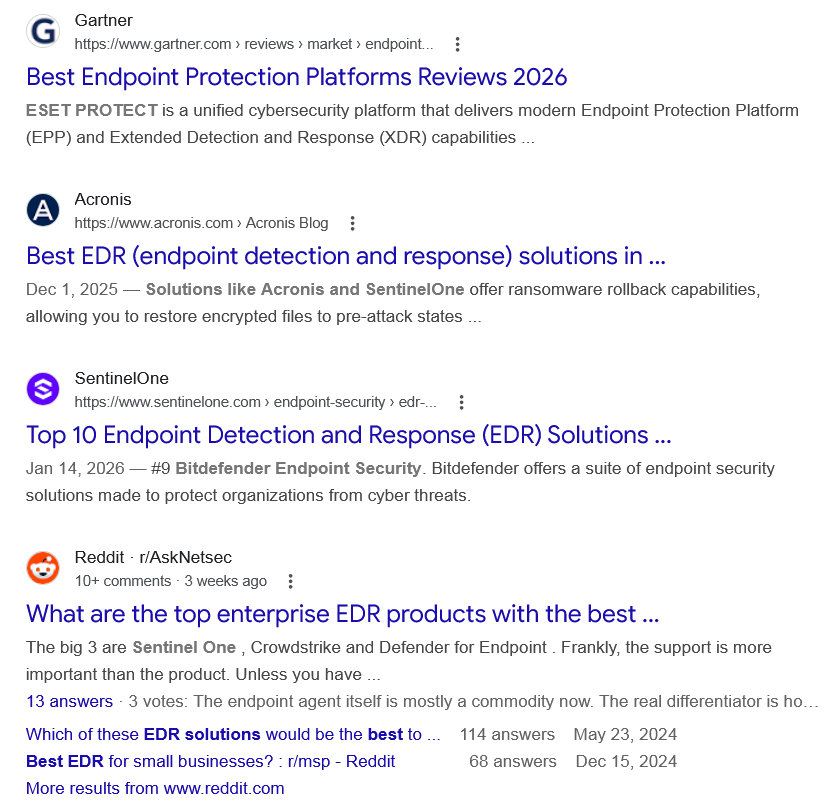 Gartner
https://www.gartner.com › reviews › market › endpoint...
Best Endpoint Protection Platforms Reviews 2026
ESET PROTECT is a unified cybersecurity platform that delivers modern Endpoint Protection Platform
(EPP) and Extended Detection and Response (XDR) capabilities ...
Acronis
https://www.acronis.com › Acronis Blog
Best EDR (endpoint detection and response) solutions in ...
Dec 1, 2025 — Solutions like Acronis and SentinelOne offer ransomware rollback capabilities,
allowing you to restore encrypted files to pre-attack states ...
SentinelOne
https://www.sentinelone.com › endpoint-security › edr-...
Top 10 Endpoint Detection and Response (EDR) Solutions ...
Jan 14, 2026 — #9 Bitdefender Endpoint Security. Bitdefender offers a suite of endpoint security
solutions made to protect organizations from cyber threats.
Reddit · r/AskNetsec
10+ comments · 3 weeks ago
What are the top enterprise EDR products with the best ...
The big 3 are Sentinel One , Crowdstrike and Defender for Endpoint . Frankly, the support is more
important than the product. Unless you have ...
13 answers · 3 votes: The endpoint agent itself is mostly a commodity now. The real differentiator is ho...
Which of these EDR solutions would be the best to ... 114 answers May 23, 2024
Best EDR for small businesses? : r/msp - Reddit 68 answers Dec 15, 2024
More results from www.reddit.com